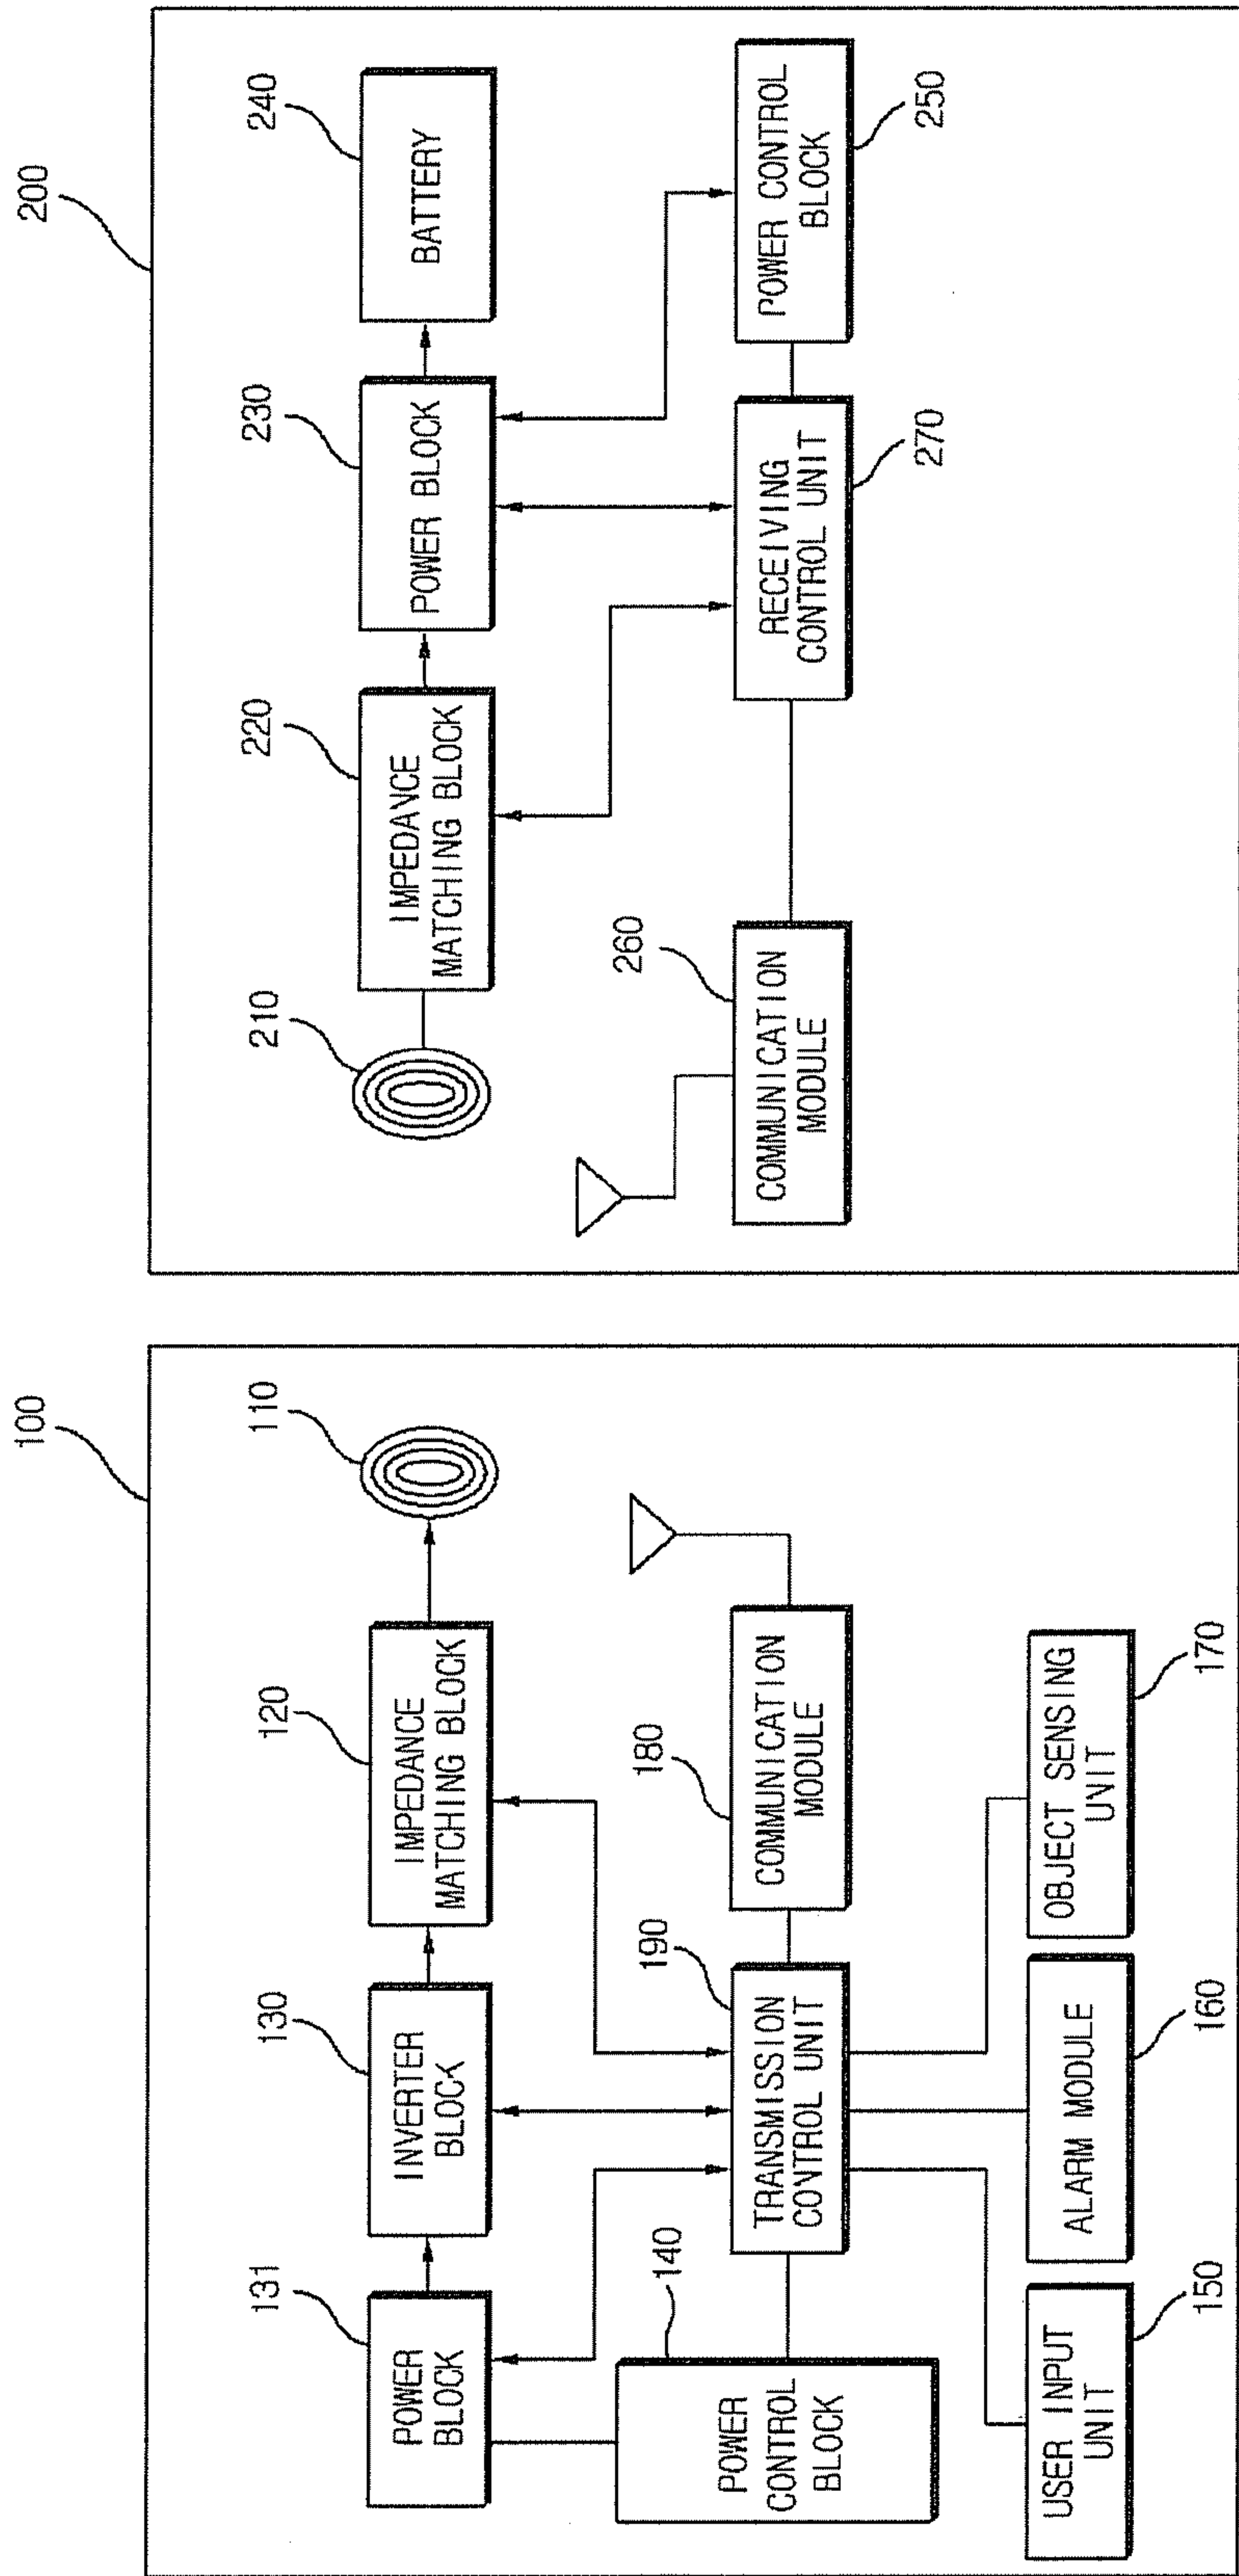 100
131
POWER
BLOCK
130
INVERTER
BLOCK
120
IMPEDANCE
MATCHING BLOCK
110
140
POWER
CONTROL
BLOCK
190
TRANSMISSION
CONTROL UNIT
180
COMMUNICATION
MODULE
USER INPUT
UNIT
150
ALARM MODULE
160
OBJECT SENSING
UNIT
170
200
210
220
IMPEDANCE
MATCHING BLOCK
230
POWER BLOCK
240
BATTERY
260
COMMUNICATION
MODULE
RECEIVING
CONTROL UNIT
270
POWER CONTROL
BLOCK
250